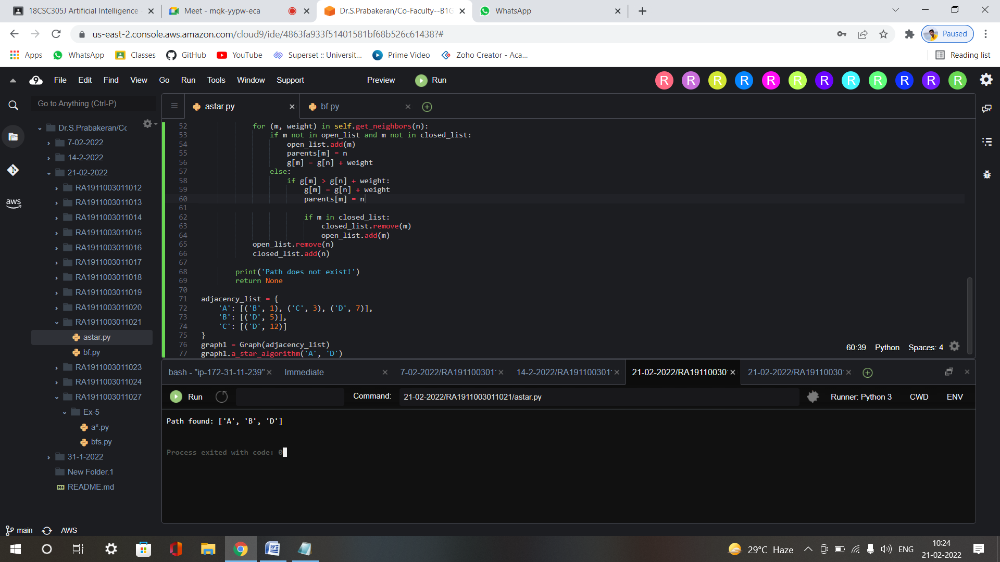 18CSC305J Artificial Intelligence
Meet - mqk-yypw-eca
Dr.S.Prabakeran/Co-Faculty--B1G
WhatsApp
us-east-2.console.aws.amazon.com/cloud9/ide/4863fa933f51401581bf68b526c61438?#
Paused
Apps
WhatsApp
Classes
GitHub
YouTube
Superset :: Universit...
Prime Video
Zoho Creator - Aca...
Reading list
9 File Edit Find View Go Run Tools Window Support Preview Run
R R R R R R R R R R R R
Go to Anything (Ctrl-P)
astar.py
bf.py
Dr.S.Prabakeran/Co
7-02-2022
14-2-2022
21-02-2022
RA1911003011012
RA1911003011013
RA1911003011014
RA1911003011015
RA1911003011016
RA1911003011017
RA1911003011018
RA1911003011019
RA1911003011020
RA1911003011021
astar.py
bf.py
RA1911003011023
RA1911003011024
RA1911003011027
Ex-5
a*.py
bfs.py
31-1-2022
New Folder.1
README.md
aws
52 for (m, weight) in self.get_neighbors(n):
53 if m not in open_list and m not in closed_list:
54 open_list.add(m)
55 parents[m] = n
56 g[m] = g[n] + weight
57 else:
58 if g[m] > g[n] + weight:
59 g[m] = g[n] + weight
60 parents[m] = n
61
62 if m in closed_list:
63 closed_list.remove(m)
64 open_list.add(m)
65 open_list.remove(n)
66 closed_list.add(n)
67
68 print('Path does not exist!')
69 return None
70
71 adjacency_list = {
72 'A': [('B', 1), ('C', 3), ('D', 7)],
73 'B': [('D', 5)],
74 'C': [('D', 12)]
75 }
76 graph1 = Graph(adjacency_list)
77 graph1.a_star_algorithm('A', 'D')
60:39 Python Spaces: 4
bash - "ip-172-31-11-239"
Immediate
7-02-2022/RA191100301
14-2-2022/RA191100301
21-02-2022/RA19110030
21-02-2022/RA19110030
Run
Command:
21-02-2022/RA1911003011021/astar.py
Runner: Python 3
CWD
ENV
Path found: ['A', 'B', 'D']
Process exited with code: 0
main
AWS
29°C Haze
ENG
10:24
21-02-2022